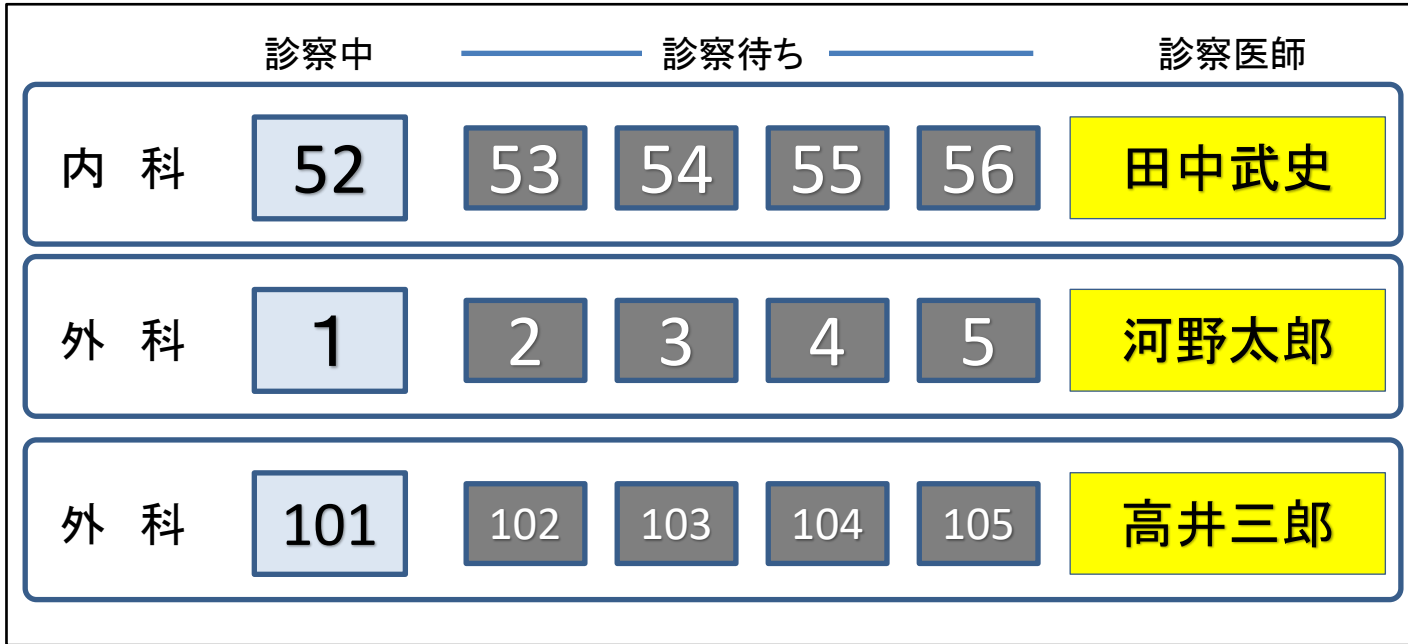 診察中 診察待ち 診察医師
内 科 52 53 54 55 56 田中武史
外 科 1 2 3 4 5 河野太郎
外 科 101 102 103 104 105 高井三郎